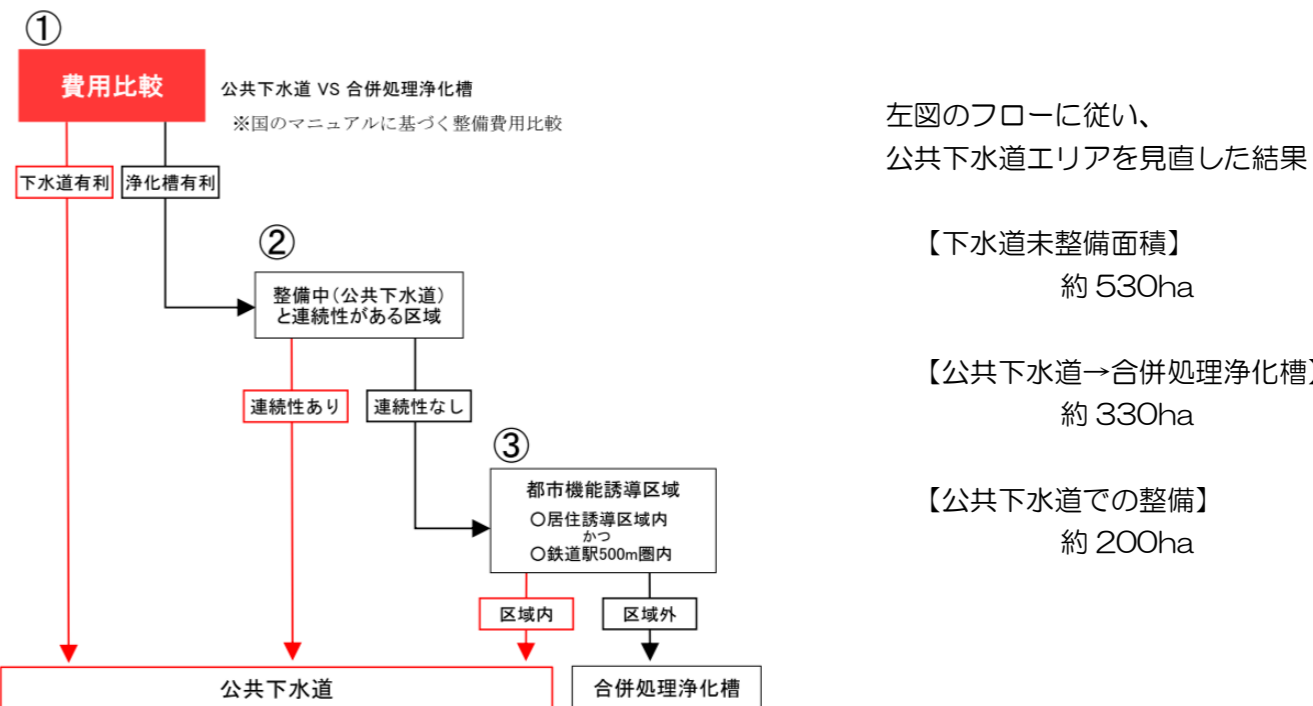 ①
費用比較
公共下水道 VS 合併処理浄化槽
※国のマニュアルに基づく整備費用比較
下水道有利
浄化槽有利
②
整備中(公共下水道)
と連続性がある区域
連続性あり
連続性なし
③
都市機能誘導区域
〇居住誘導区域内
かつ
〇鉄道駅500m圏内
区域内
区域外
公共下水道
合併処理浄化槽
左図のフローに従い、
公共下水道エリアを見直した結果
【下水道未整備面積】
約 530ha
【公共下水道→合併処理浄化槽】
約 330ha
【公共下水道での整備】
約 200ha